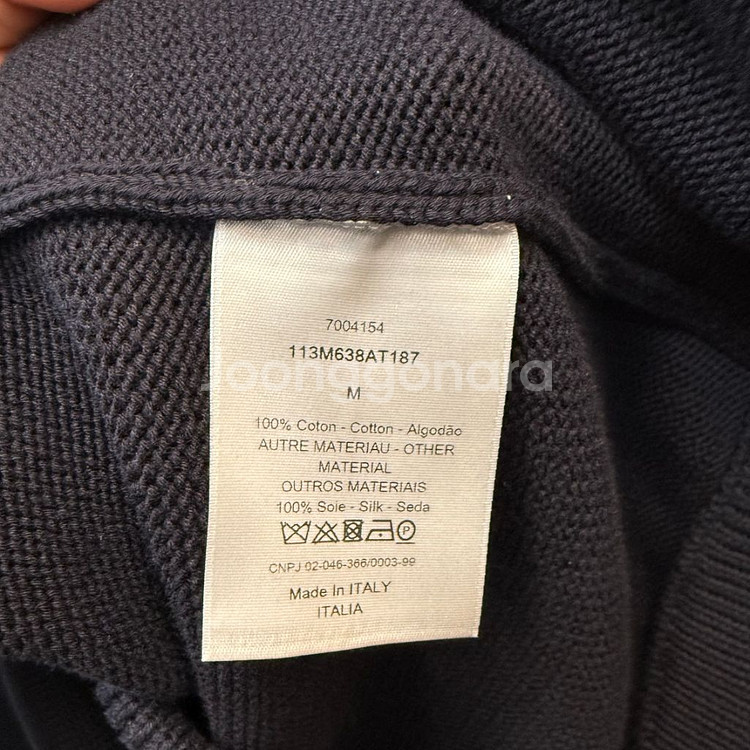 7004154
113M638AT187
Joonggonara
M
100% Coton - Cotton - Algodão
AUTRE MATERIAU - OTHER
MATERIAL
OUTROS MATERIAIS
100% Soie - Silk - Seda
P
CNPJ 02-046-366/0003-99
Made In ITALY
ITALIA